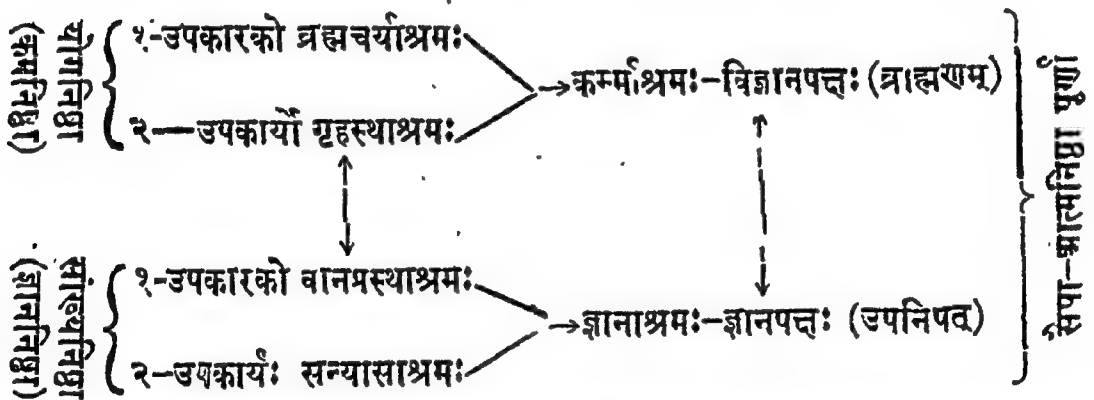 योगनिष्ठा
(कर्मनिष्ठा)
१-उपकारको ब्रह्मचर्याश्रमः
२—उपकार्यो गृहस्थाश्रमः
→कर्म्माश्रमः-विज्ञानपक्षः (ब्राह्मणम्)
सांख्यनिष्ठा
(ज्ञाननिष्ठा)
१-उपकारको वानप्रस्थाश्रमः
२-उपकार्यः सन्यासाश्रमः
→ज्ञानाश्रमः-ज्ञानपक्षः (उपनिषत्)
सैषा-आत्मनिष्ठा पूर्णा